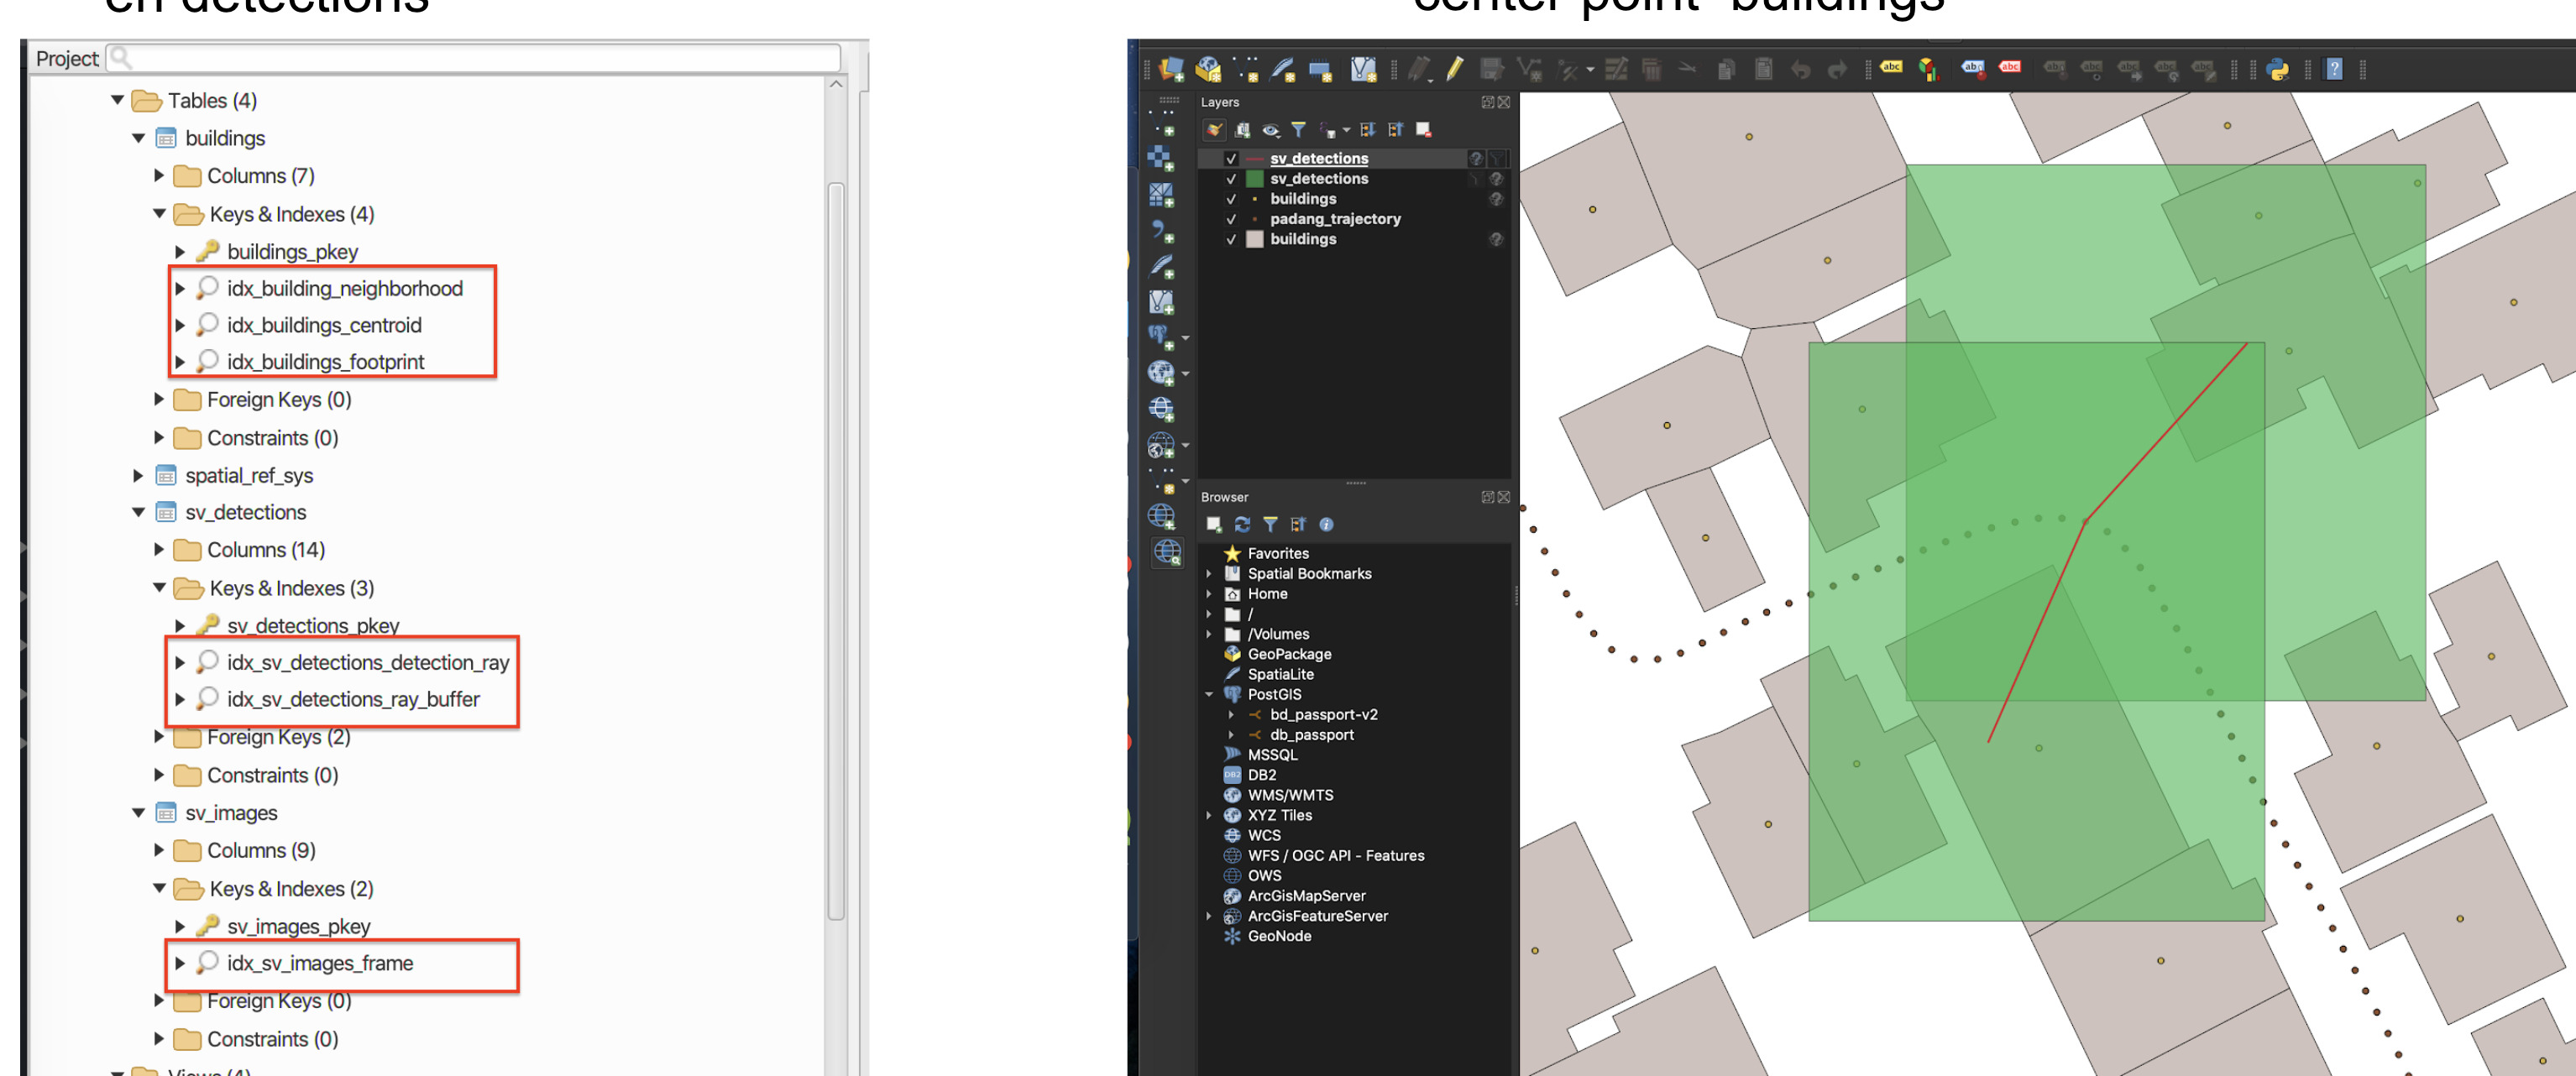 en detections
center point buildings
Project
Tables (4)
buildings
Columns (7)
Keys & Indexes (4)
buildings_pkey
idx_building_neighborhood
idx_buildings_centroid
idx_buildings_footprint
Foreign Keys (0)
Constraints (0)
spatial_ref_sys
sv_detections
Columns (14)
Keys & Indexes (3)
sv_detections_pkey
idx_sv_detections_detection_ray
idx_sv_detections_ray_buffer
Foreign Keys (2)
Constraints (0)
sv_images
Columns (9)
Keys & Indexes (2)
sv_images_pkey
idx_sv_images_frame
Foreign Keys (0)
Constraints (0)
Views (4)
abc
abc
abc
Layers
sv_detections
sv_detections
buildings
padang_trajectory
buildings
Browser
Favorites
Spatial Bookmarks
Home
/
/Volumes
GeoPackage
SpatiaLite
PostGIS
bd_passport-v2
db_passport
MSSQL
DB2
WMS/WMTS
XYZ Tiles
WCS
WFS / OGC API - Features
OWS
ArcGisMapServer
ArcGisFeatureServer
GeoNode